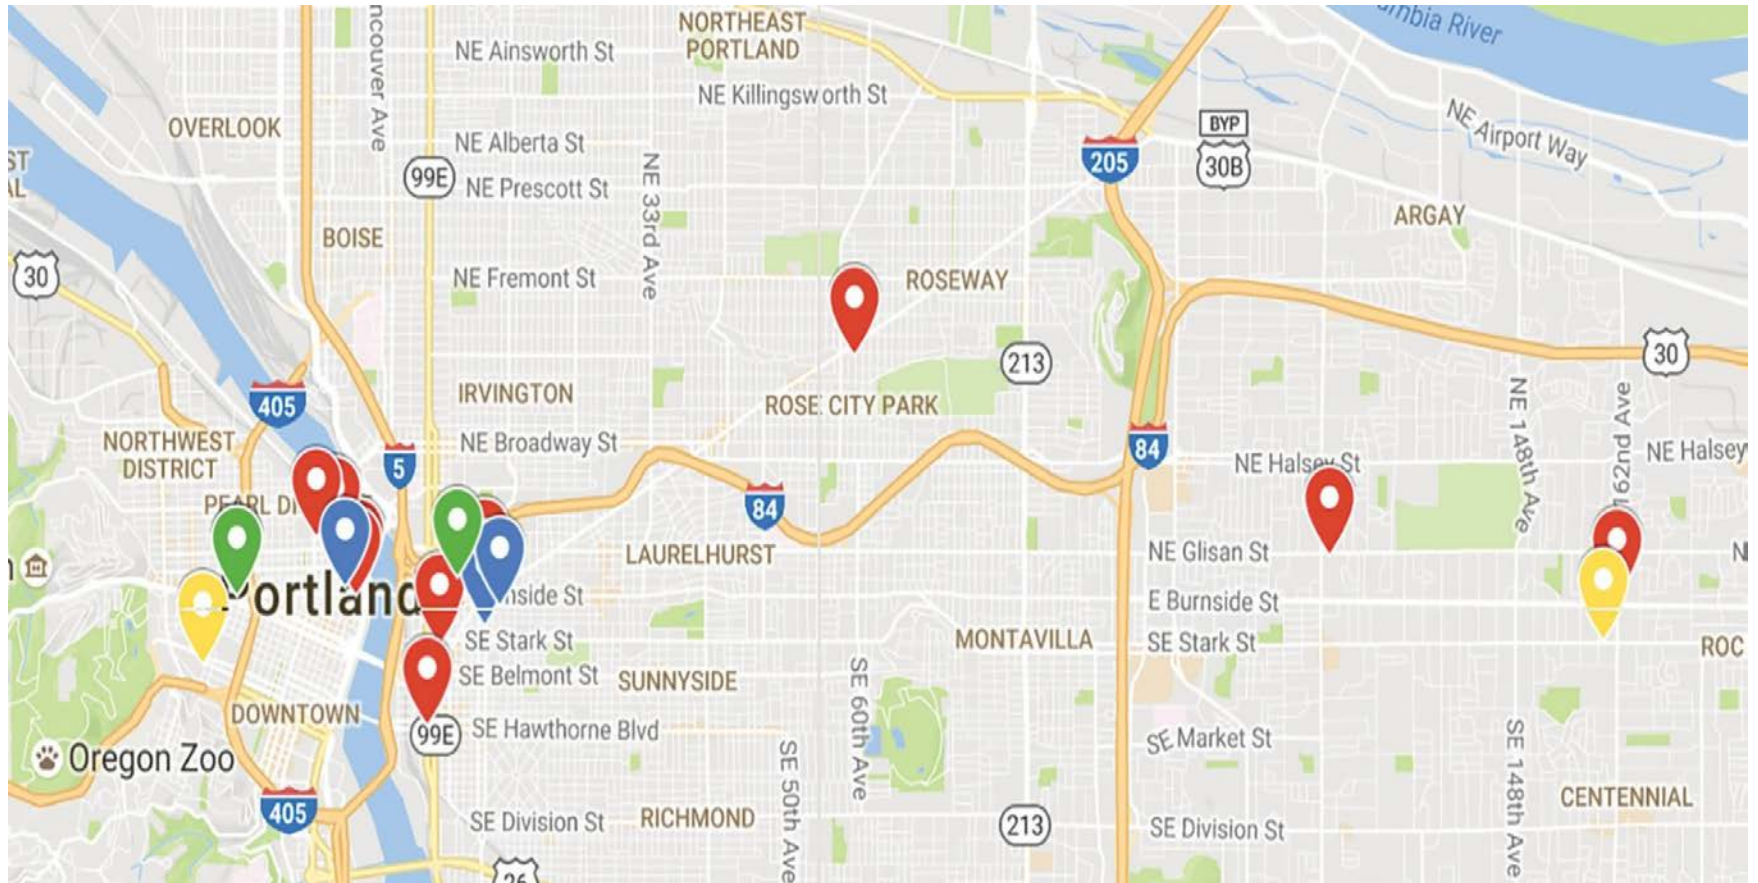 ncouver Ave
NE Ainsworth St
NORTHEAST
PORTLAND
River
NE Killingsworth St
OVERLOOK
BYP
30B
NE Airport Way
NE Alberta St
205
99E
NE Prescott St
NE 33rd Ave
ARGAY
BOISE
30
NE Fremont St
ROSEWAY
30
213
IRVINGTON
405
ROSE CITY PARK
NE 148th Ave
162nd Ave
NORTHWEST
DISTRICT
NE Broadway St
5
84
NE Halsey St
NE Halsey
84
LAURELHURST
NE Glisan St
N
Portland
nside St
E Burnside St
SE Stark St
MONTAVILLA
SE Stark St
ROC
SE Belmont St
SUNNYSIDE
SE 60th Ave
DOWNTOWN
99E
SE Hawthorne Blvd
SE Market St
SE 148th Ave
Oregon Zoo
SE 50th Ave
CENTENNIAL
405
SE Division St
RICHMOND
213
SE Division St
26